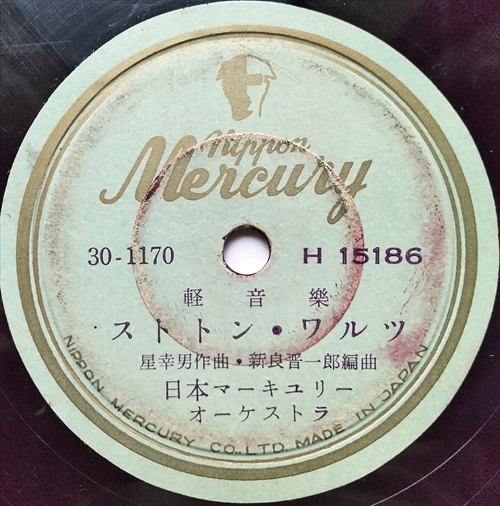 Nippon
Mercury
30-1170
H 15186
軽音樂
ストトン・ワルツ
星幸男作曲・新良晋一郎編曲
日本マーキユリー
オーケストラ
NIPPON MERCURY CO., LTD. MADE IN JAPAN